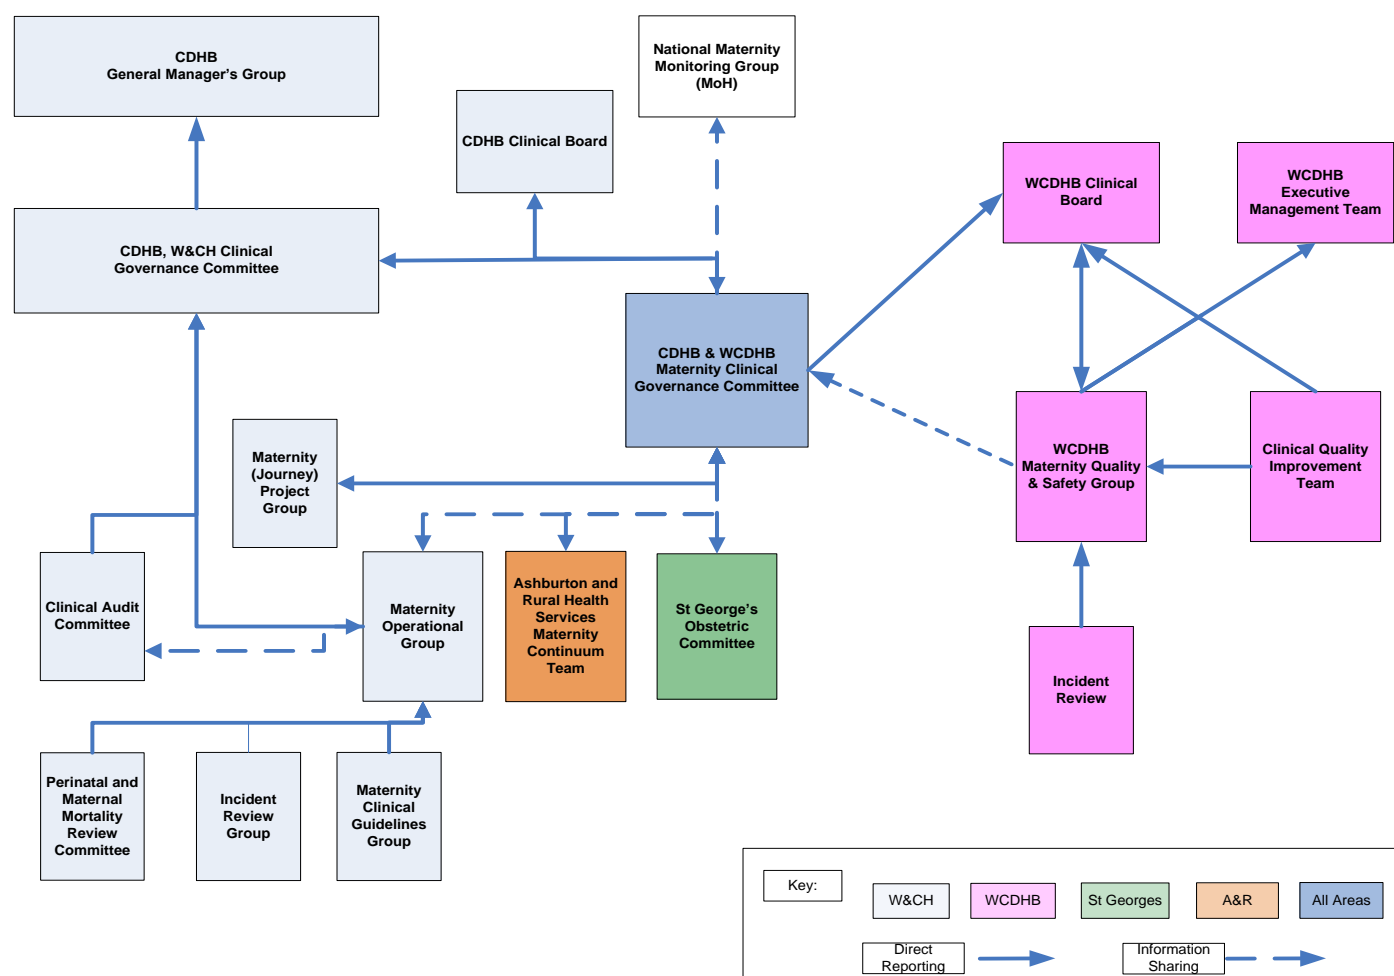 CDHB
General Manager's Group
National Maternity
Monitoring Group
(MoH)
CDHB Clinical Board
WCDHB Clinical
Board
WCDHB
Executive
Management Team
CDHB, W&CH Clinical
Governance Committee
CDHB & WCDHB
Maternity Clinical
Governance Committee
Maternity
(Journey)
Project
Group
WCDHB
Maternity Quality
& Safety Group
Clinical Quality
Improvement
Team
Clinical Audit
Committee
Maternity
Operational
Group
Ashburton and
Rural Health
Services
Maternity
Continuum
Team
St George's
Obstetric
Committee
Incident
Review
Perinatal and
Maternal
Mortality
Review
Committee
Incident
Review
Group
Maternity
Clinical
Guidelines
Group
Key:
W&CH
WCDHB
St Georges
A&R
All Areas
Direct
Reporting
Information
Sharing